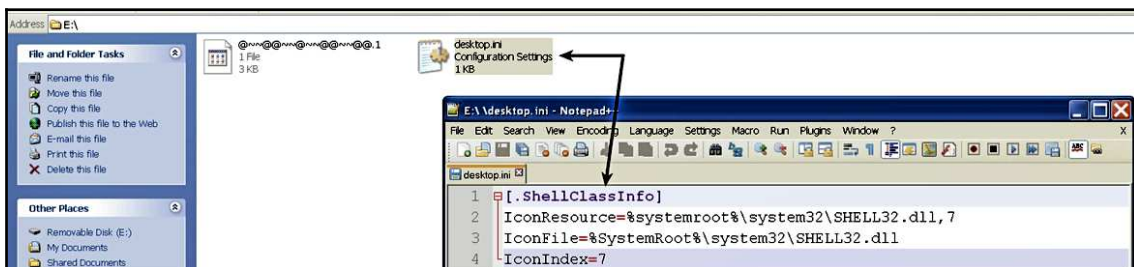 Address E:\
File and Folder Tasks
Rename this file
Move this file
Copy this file
Publish this file to the Web
E-mail this file
Print this file
Delete this file
Other Places
Removable Disk (E:)
My Documents
Shared Documents
1 File
3 KB
desktop.ini
Configuration Settings
1 KB
E:\ \desktop.ini - Notepad++
File Edit Search View Encoding Language Settings Macro Run Plugins Window ? X
desktop.ini
1 [.ShellClassInfo]
2 IconResource=%systemroot%\system32\SHELL32.dll,7
3 IconFile=%SystemRoot%\system32\SHELL32.dll
4 IconIndex=7